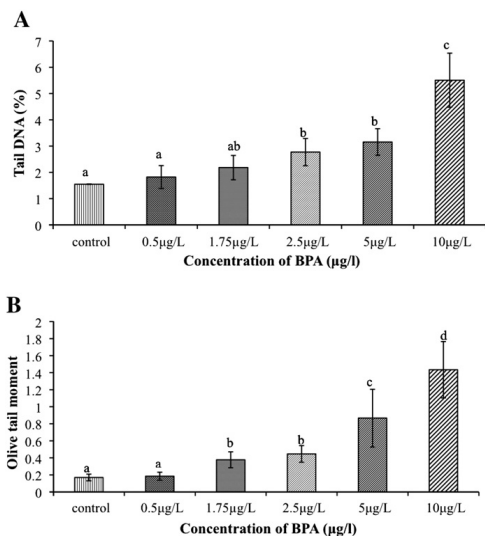 A
7
6
5
4
3
2
1
0
Tail DNA (%)
a
a
ab
b
b
c
control
0.5µg/L
1.75µg/L
2.5µg/L
5µg/L
10µg/L
Concentration of BPA (µg/l)
B
2
1.8
1.6
1.4
1.2
1
0.8
0.6
0.4
0.2
0
Olive tail moment
a
a
b
b
c
d
control
0.5µg/L
1.75µg/L
2.5µg/L
5µg/L
10µg/L
Concentration of BPA (µg/l)